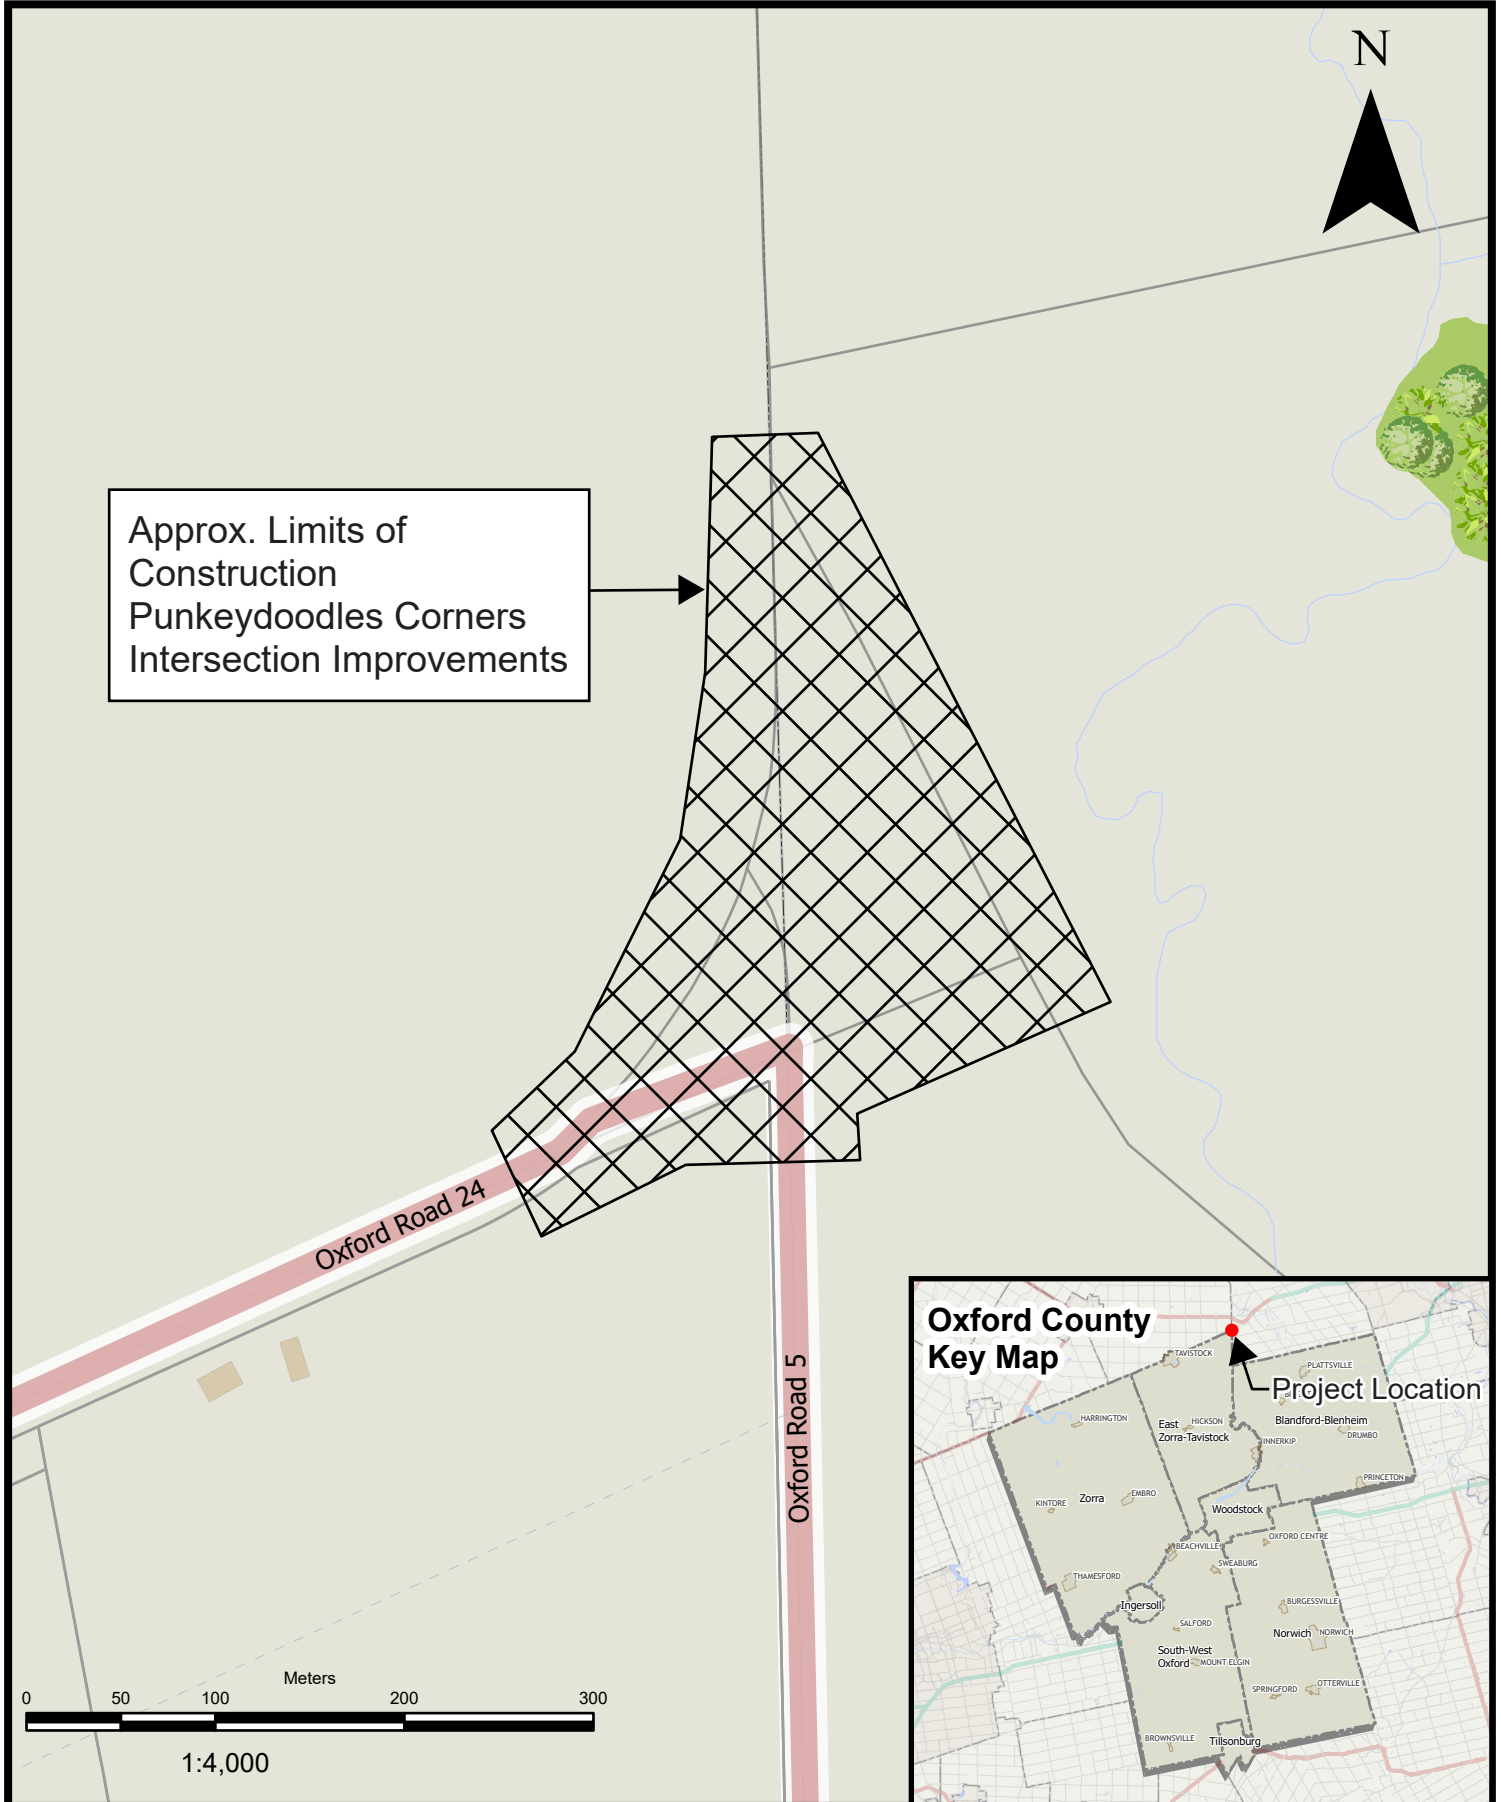 N
Approx. Limits of
Construction
Punkeydoodles Corners
Intersection Improvements
Oxford Road 24
Oxford Road 5
Meters
0 50 100 200 300
1:4,000
Oxford County
Key Map
TAVISTOCK
PLATTSVILLE
Project Location
HARRINGTON
East
Zorra-Tavistock
HICKSON
Blandford-Blenheim
DRUMBO
INNERKIP
PRINCETON
KINTORE
Zorra
EMBRO
Woodstock
OXFORD CENTRE
BEACHVILLE
SWEABURG
THAMESFORD
Ingersoll
BURGESSVILLE
SALFORD
Norwich
NORWICH
South-West
Oxford
MOUNT ELGIN
SPRINGFORD
OTTERVILLE
BROWNSVILLE
Tillsonburg